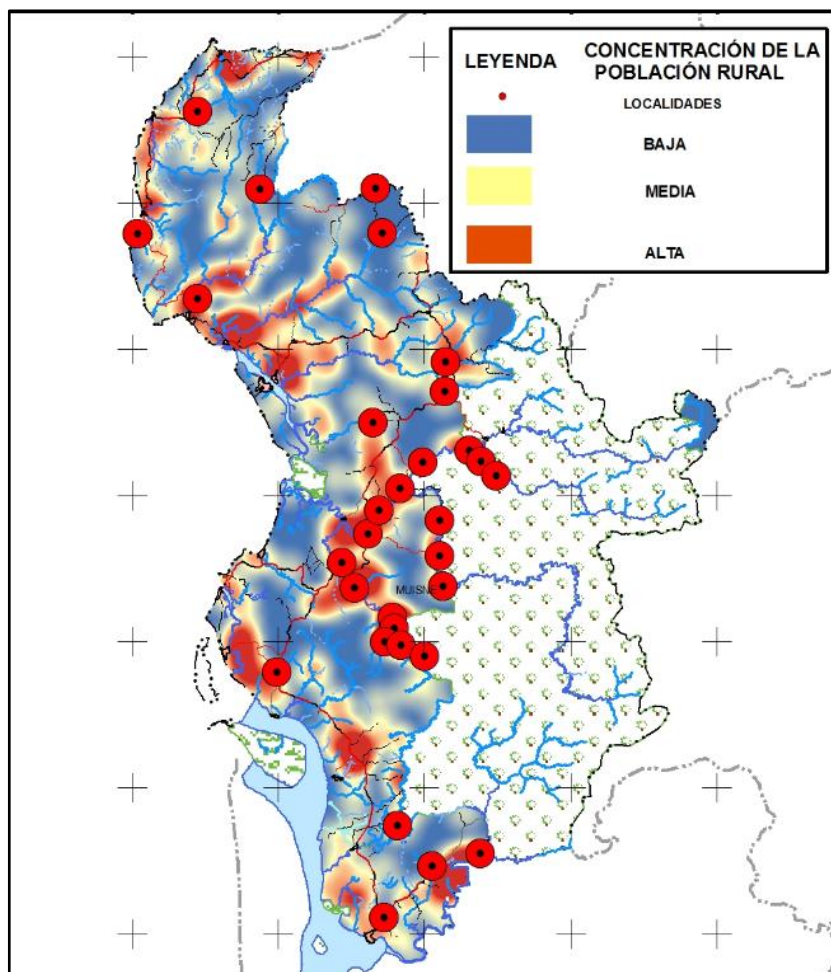 LEYENDA
CONCENTRACIÓN DE LA
POBLACIÓN RURAL
LOCALIDADES
BAJA
MEDIA
ALTA
MUISNE